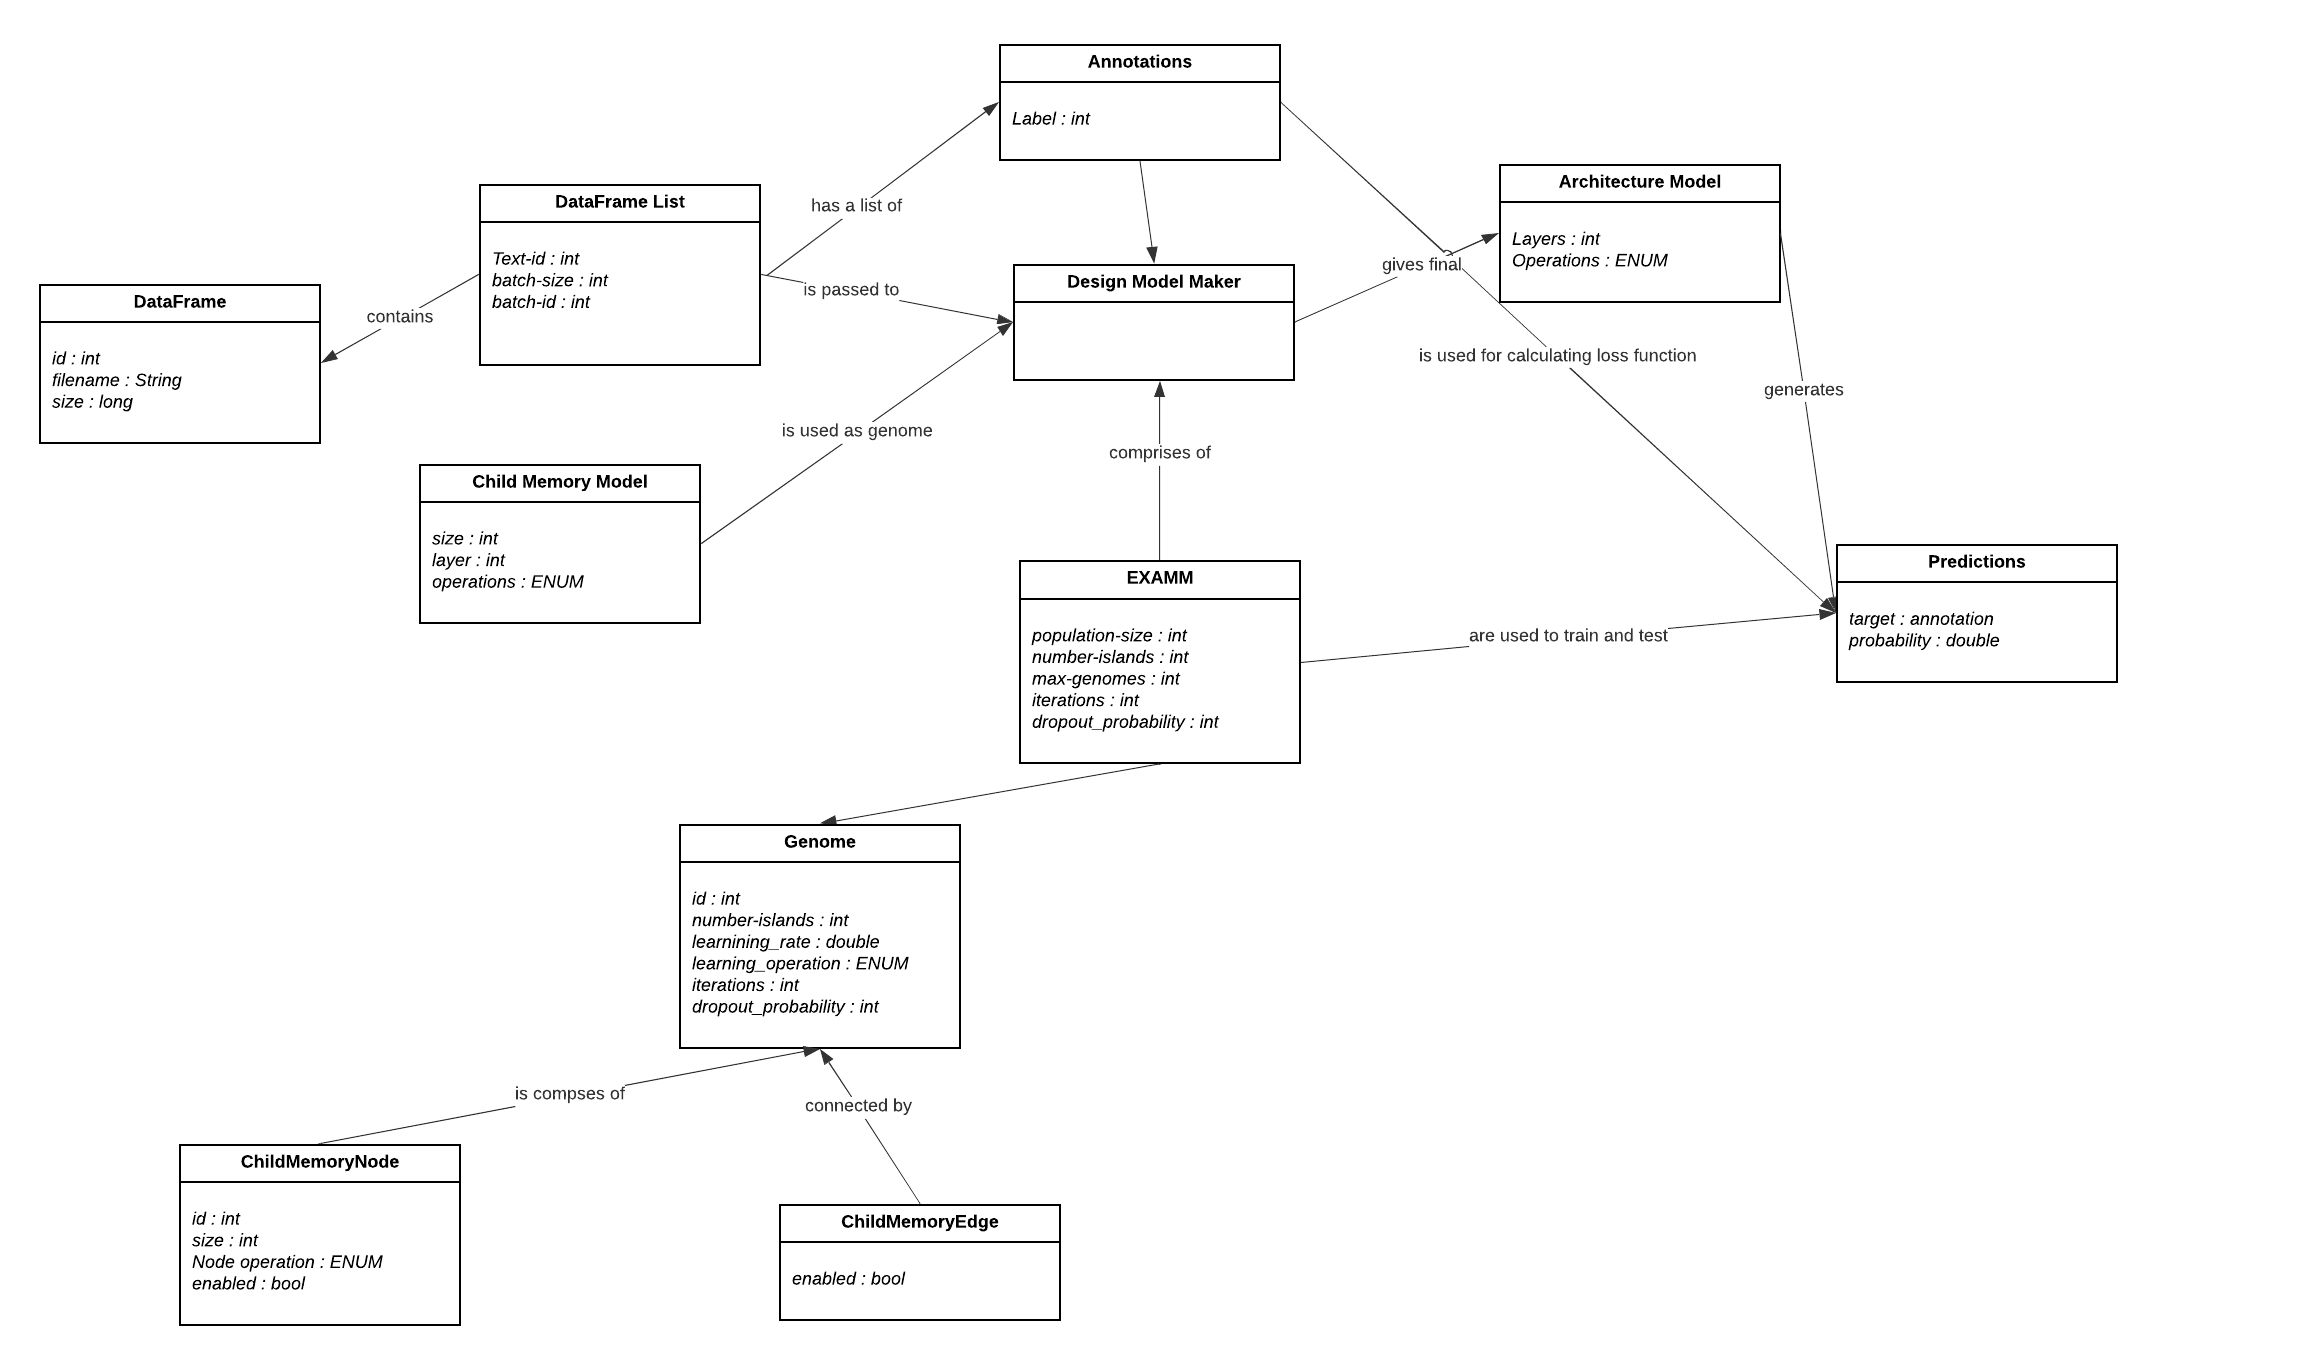 Annotations
Label : int
has a list of
Architecture Model
Layers : int
Operations : ENUM
DataFrame List
Text-id : int
batch-size : int
batch-id : int
is passed to
gives final
Design Model Maker
DataFrame
id : int
filename : String
size : long
contains
is used for calculating loss function
generates
is used as genome
comprises of
Child Memory Model
size : int
layer : int
operations : ENUM
EXAMM
population-size : int
number-islands : int
max-genomes : int
iterations : int
dropout_probability : int
are used to train and test
Predictions
target : annotation
probability : double
Genome
id : int
number-islands : int
learnining_rate : double
learning_operation : ENUM
iterations : int
dropout_probability : int
is compses of
connected by
ChildMemoryNode
id : int
size : int
Node operation : ENUM
enabled : bool
ChildMemoryEdge
enabled : bool